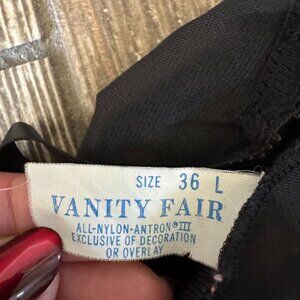 SIZE 36 L
VANITY FAIR
ALL-NYLON-ANTRON® III
EXCLUSIVE OF DECORATION
OR OVERLAY